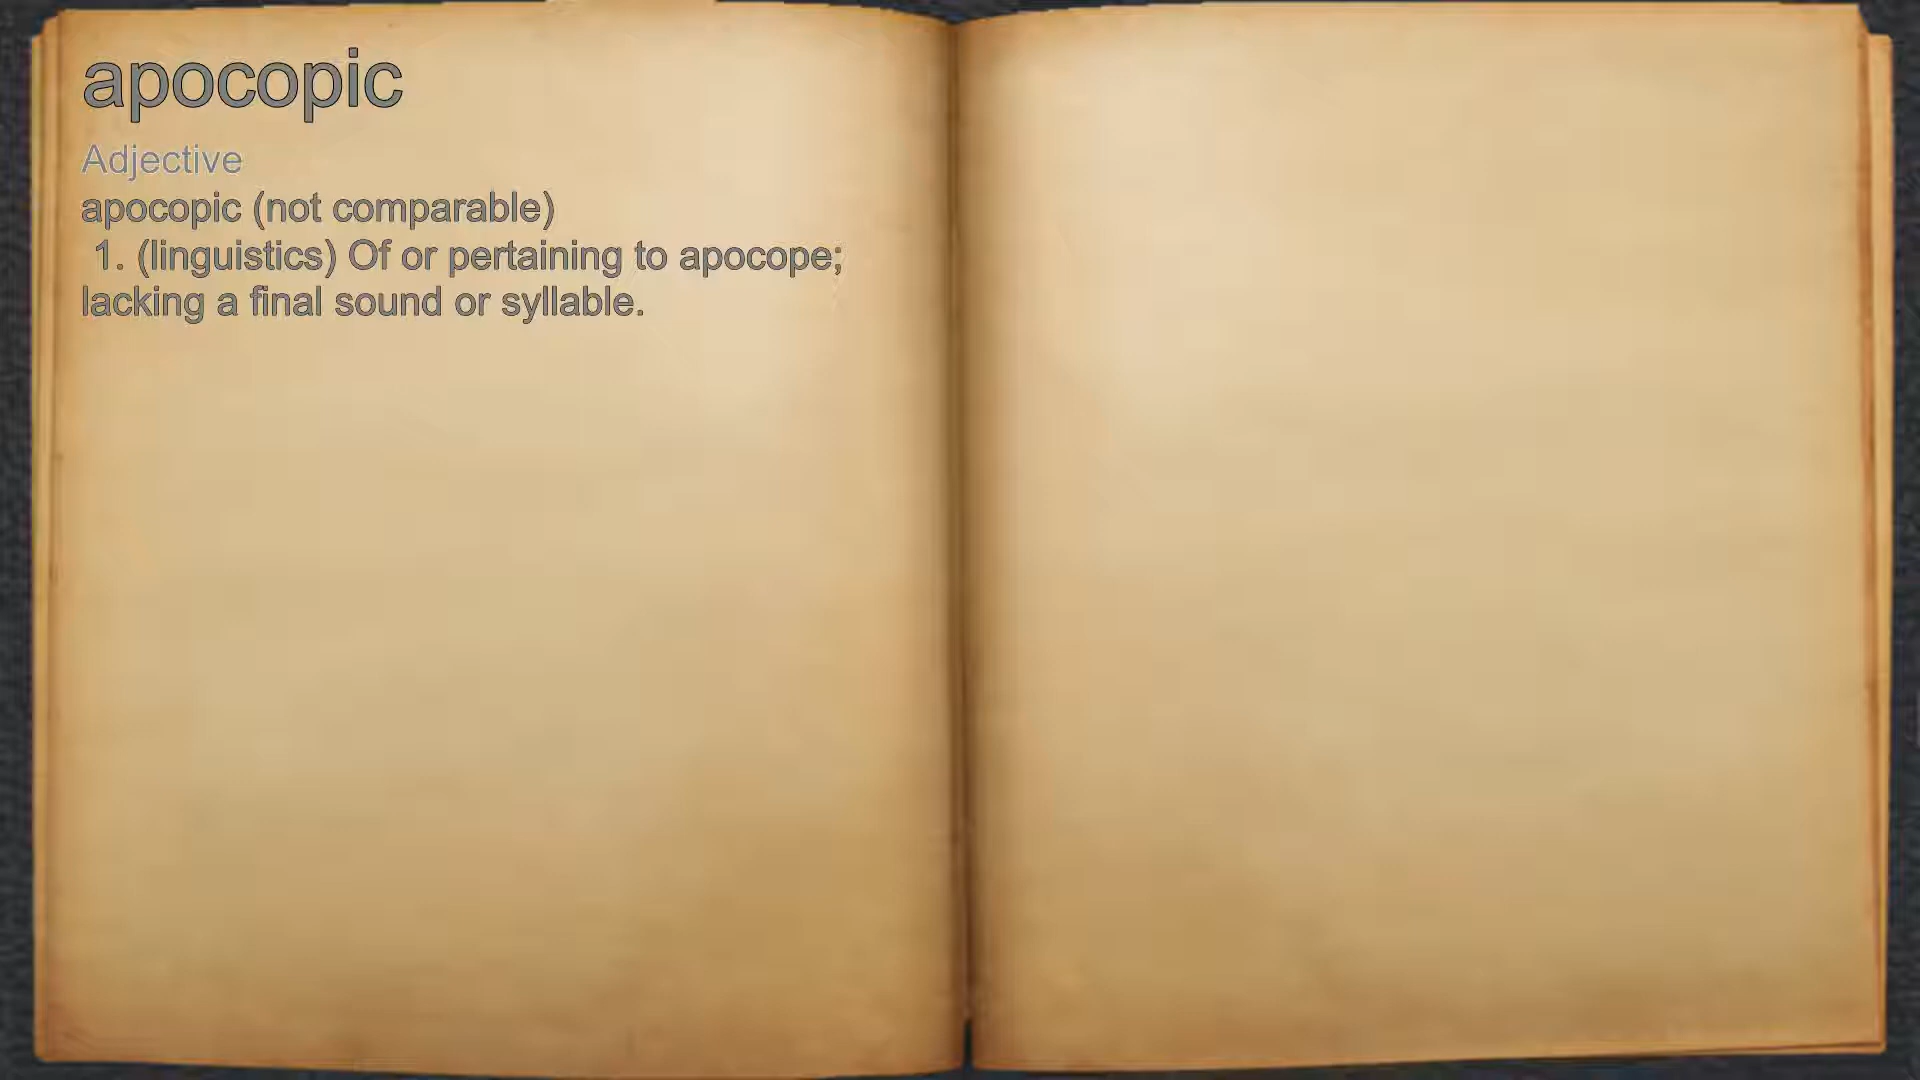 apocopic
Adjective
apocopic (not comparable)
1. (linguistics) Of or pertaining to apocope;
lacking a final sound or syllable.